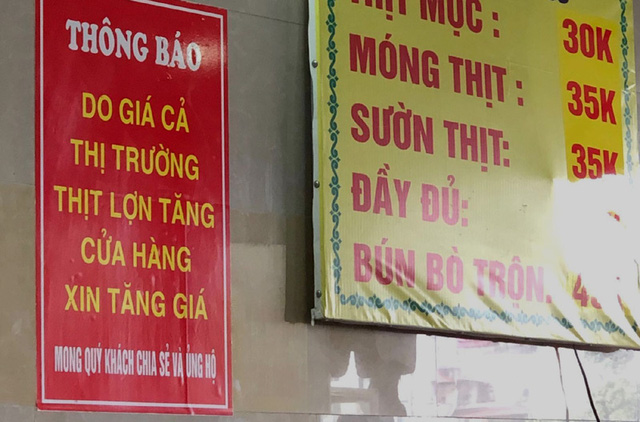 THÔNG BÁO
DO GIÁ CẢ
THỊ TRƯỜNG
THỊT LỢN TĂNG
CỬA HÀNG
XIN TĂNG GIÁ
MONG QUÝ KHÁCH CHIA SẺ VÀ ỦNG HỘ
THỊT MỌC : 30K
MÓNG THỊT : 35K
SƯỜN THỊT: 35K
ĐẦY ĐỦ:
BÚN BÒ TRỘN.